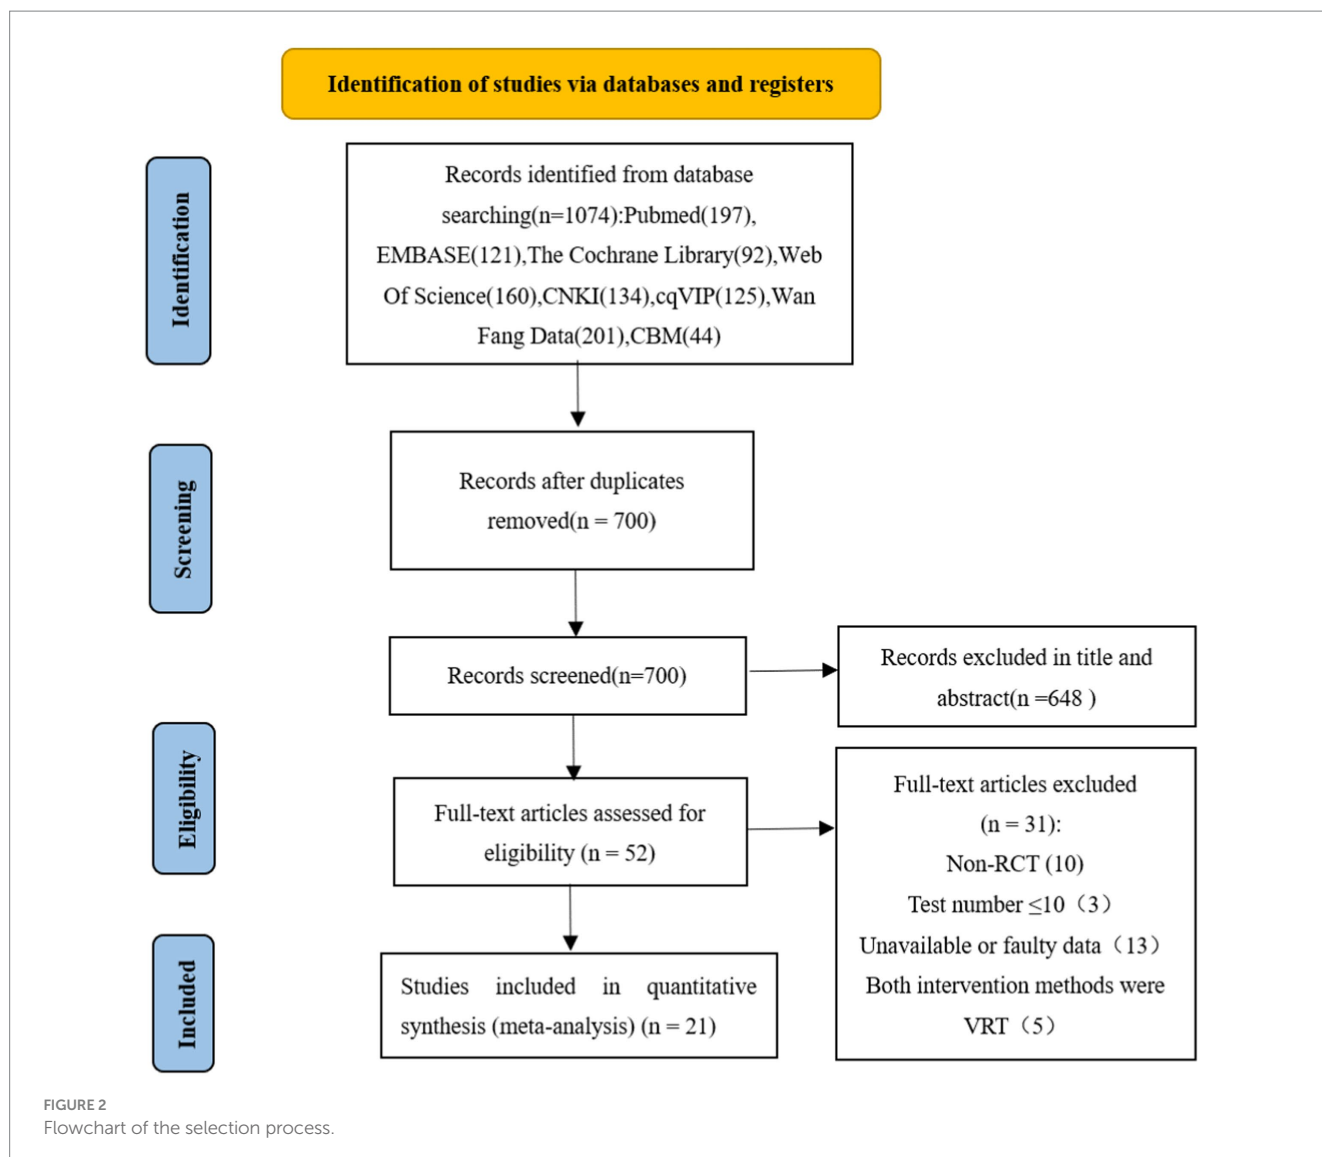 Identification of studies via databases and registers
Identification
Records identified from database
searching(n=1074):Pubmed(197),
EMBASE(121),The Cochrane Library(92),Web
Of Science(160),CNKI(134),cqVIP(125),Wan
Fang Data(201),CBM(44)
Screening
Records after duplicates
removed(n = 700)
Records screened(n=700)
Records excluded in title and
abstract(n =648 )
Eligibility
Full-text articles assessed for
eligibility (n = 52)
Full-text articles excluded
(n = 31):
Non-RCT (10)
Test number ≤10（3）
Unavailable or faulty data（13）
Both intervention methods were
VRT（5）
Included
Studies included in quantitative
synthesis (meta-analysis) (n = 21)
FIGURE 2
Flowchart of the selection process.